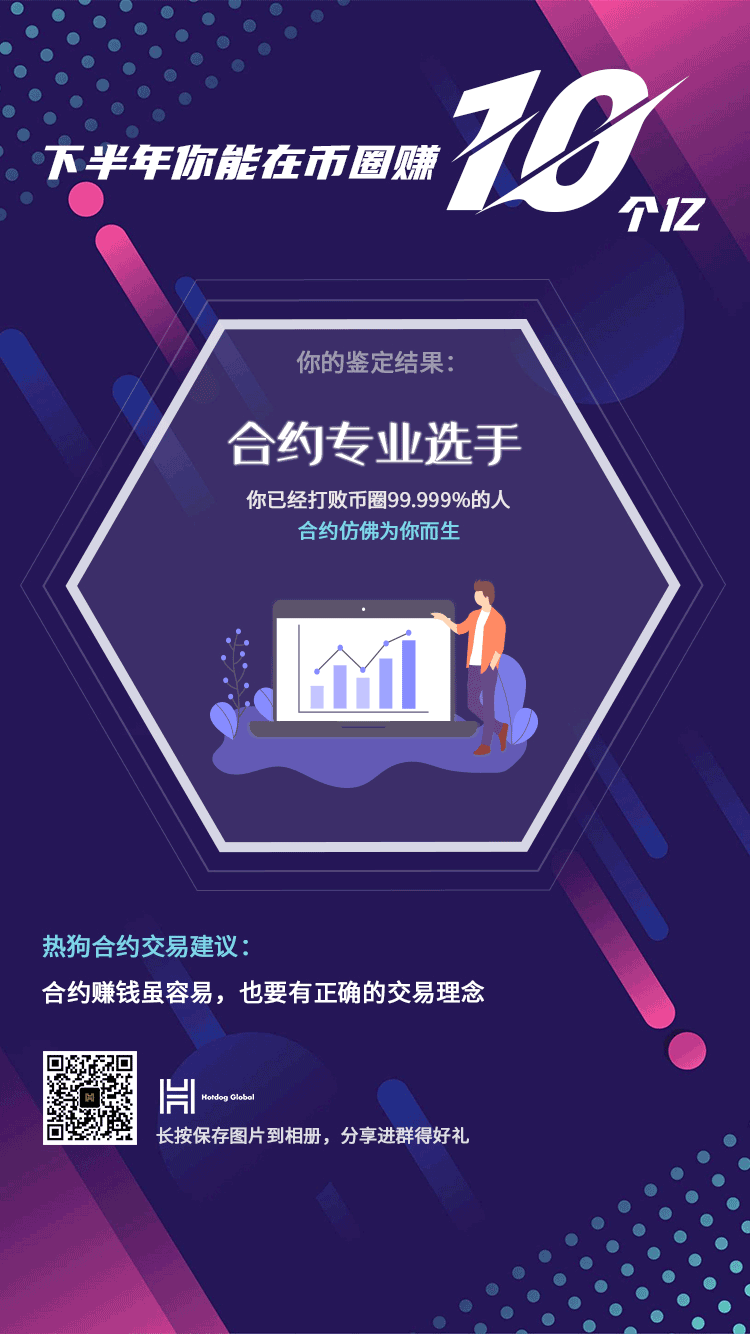 下半年你能在币圈赚10个亿
你的鉴定结果：
合约专业选手
你已经打败币圈99.999%的人
合约仿佛为你而生
热狗合约交易建议：
合约赚钱虽容易，也要有正确的交易理念
Hotdog Global
长按保存图片到相册，分享进群得好礼